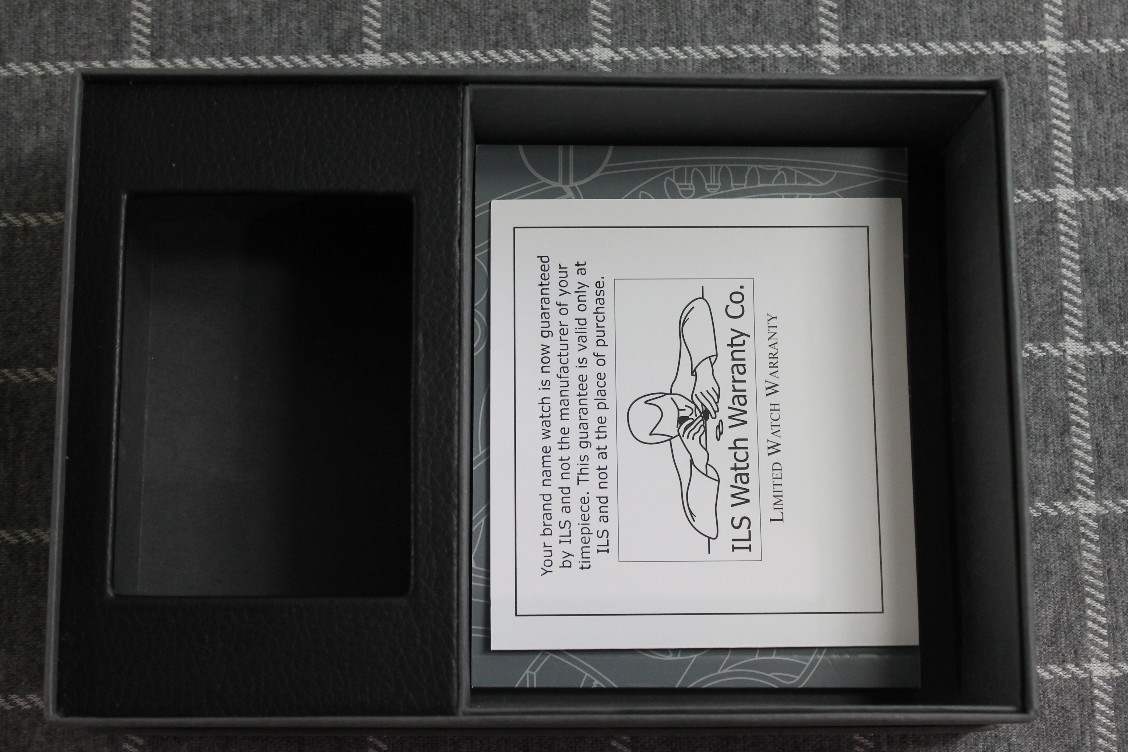 Your brand name watch is now guaranteed
by ILS and not the manufacturer of your
timepiece. This guarantee is valid only at
ILS and not at the place of purchase.
ILS Watch Warranty Co.
LIMITED WATCH WARRANTY